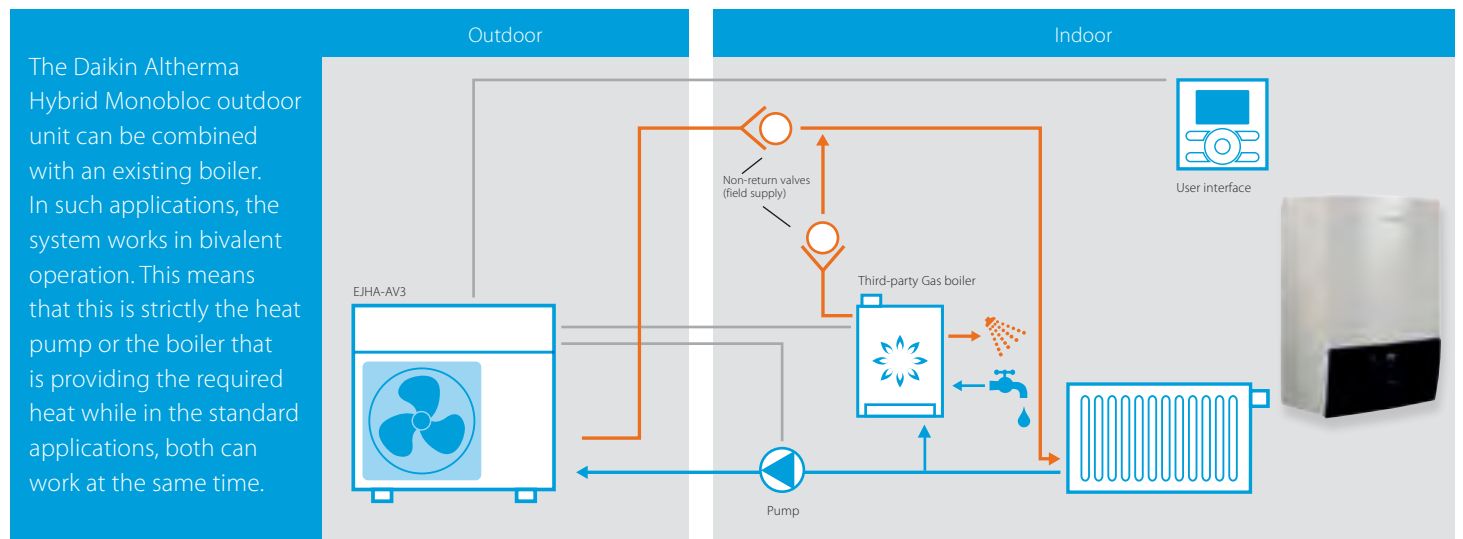 The Daikin Altherma
Hybrid Monobloc outdoor
unit can be combined
with an existing boiler.
In such applications, the
system works in bivalent
operation. This means
that this is strictly the heat
pump or the boiler that
is providing the required
heat while in the standard
applications, both can
work at the same time.
Outdoor
Indoor
User interface
Non-return valves
(field supply)
Third-party Gas boiler
EJHA-AV3
Pump